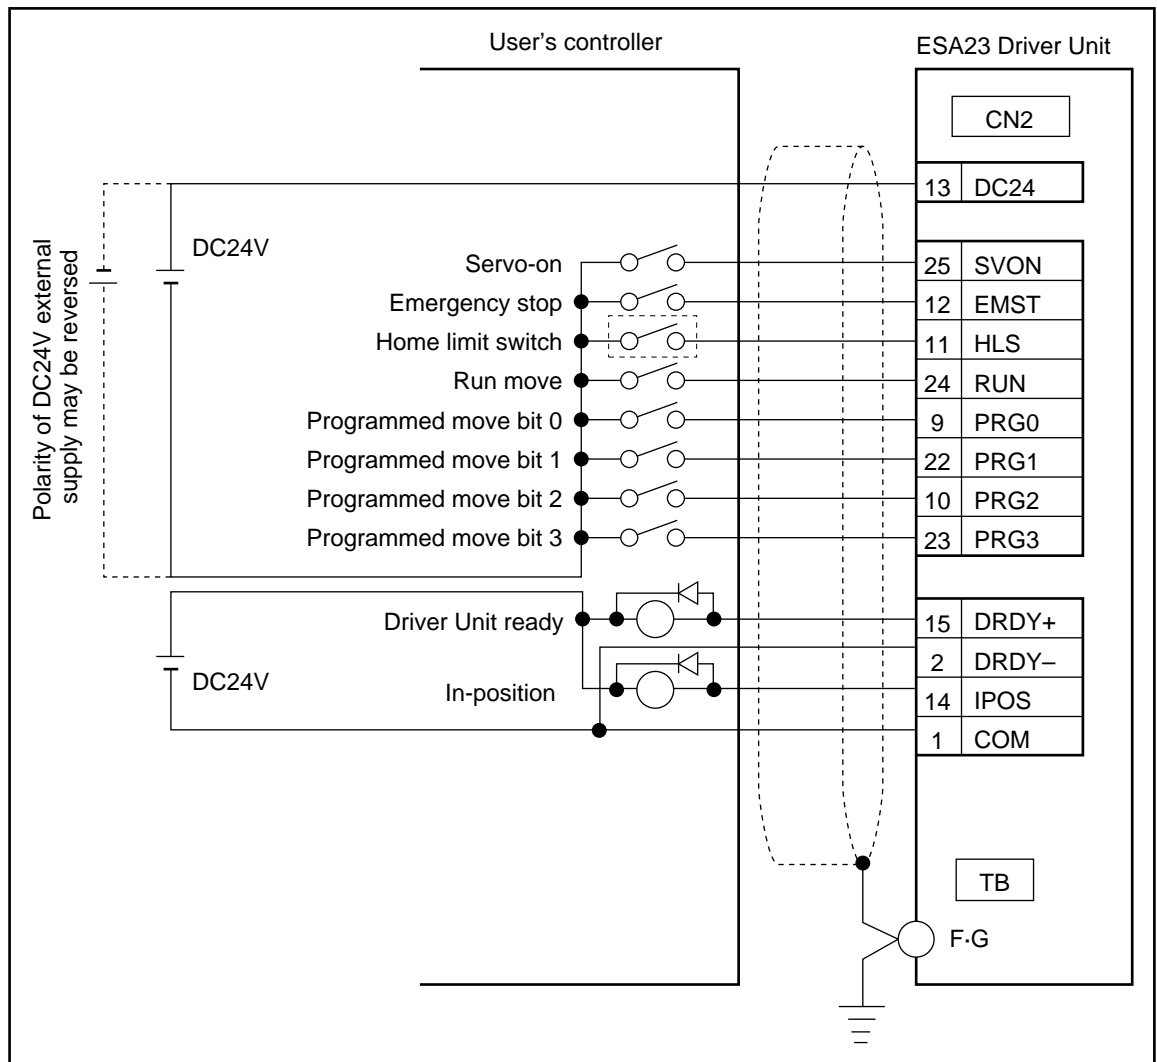 User's controller
ESA23 Driver Unit
CN2
13 DC24
DC24V
Polarity of DC24V external
supply may be reversed
Servo-on
25 SVON
Emergency stop
12 EMST
Home limit switch
11 HLS
Run move
24 RUN
Programmed move bit 0
9 PRG0
Programmed move bit 1
22 PRG1
Programmed move bit 2
10 PRG2
Programmed move bit 3
23 PRG3
Driver Unit ready
15 DRDY+
2 DRDY–
DC24V
In-position
14 IPOS
1 COM
TB
F·G